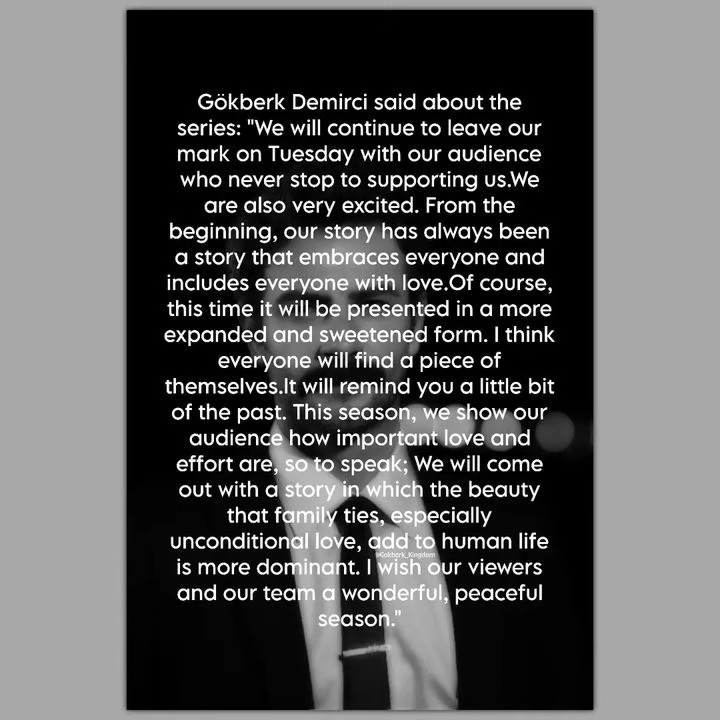 Gökberk Demirci said about the
series: "We will continue to leave our
mark on Tuesday with our audience
who never stop to supporting us.We
are also very excited. From the
beginning, our story has always been
a story that embraces everyone and
includes everyone with love.Of course,
this time it will be presented in a more
expanded and sweetened form. I think
everyone will find a piece of
themselves.It will remind you a little bit
of the past. This season, we show our
audience how important love and
effort are, so to speak; We will come
out with a story in which the beauty
that family ties, especially
unconditional love, add to human life
@Gokberk_Kingdom
is more dominant. I wish our viewers
and our team a wonderful, peaceful
season."